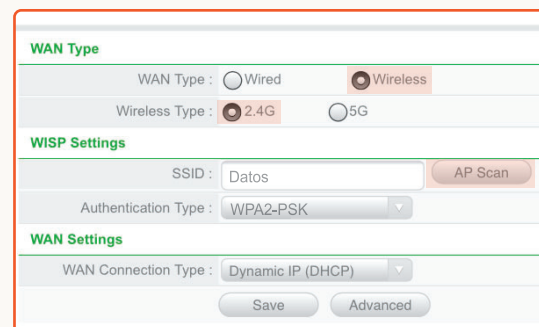 WAN Type
WAN Type : Wired Wireless
Wireless Type : 2.4G 5G
WISP Settings
SSID : Datos AP Scan
Authentication Type : WPA2-PSK
WAN Settings
WAN Connection Type : Dynamic IP (DHCP)
Save Advanced